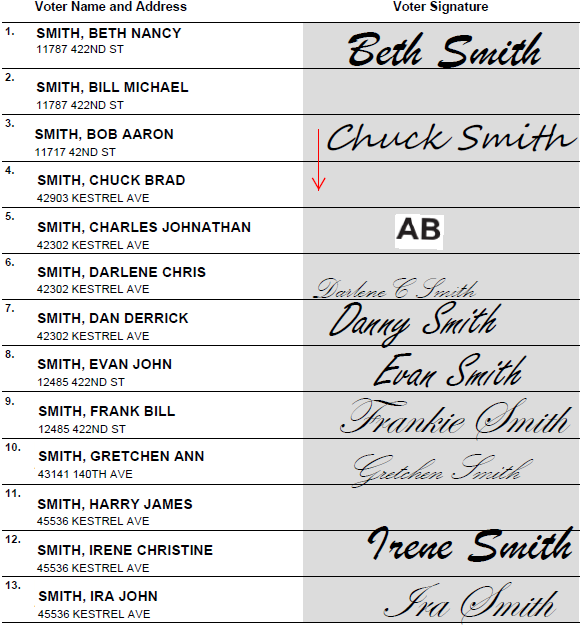 Voter Name and Address Voter Signature
1. SMITH, BETH NANCY Beth Smith
11787 422ND ST
2. SMITH, BILL MICHAEL
11787 422ND ST
3. SMITH, BOB AARON Chuck Smith
11717 42ND ST
4. SMITH, CHUCK BRAD
42903 KESTREL AVE
5. SMITH, CHARLES JOHNATHAN AB
42302 KESTREL AVE
6. SMITH, DARLENE CHRIS
42302 KESTREL AVE Darlene C Smith
7. SMITH, DAN DERRICK Danny Smith
42302 KESTREL AVE
8. SMITH, EVAN JOHN Evan Smith
12485 422ND ST
9. SMITH, FRANK BILL Frankie Smith
12485 422ND ST
10. SMITH, GRETCHEN ANN Gretchen Smith
43141 140TH AVE
11. SMITH, HARRY JAMES
45536 KESTREL AVE
12. SMITH, IRENE CHRISTINE Irene Smith
45536 KESTREL AVE
13. SMITH, IRA JOHN Ira Smith
45536 KESTREL AVE